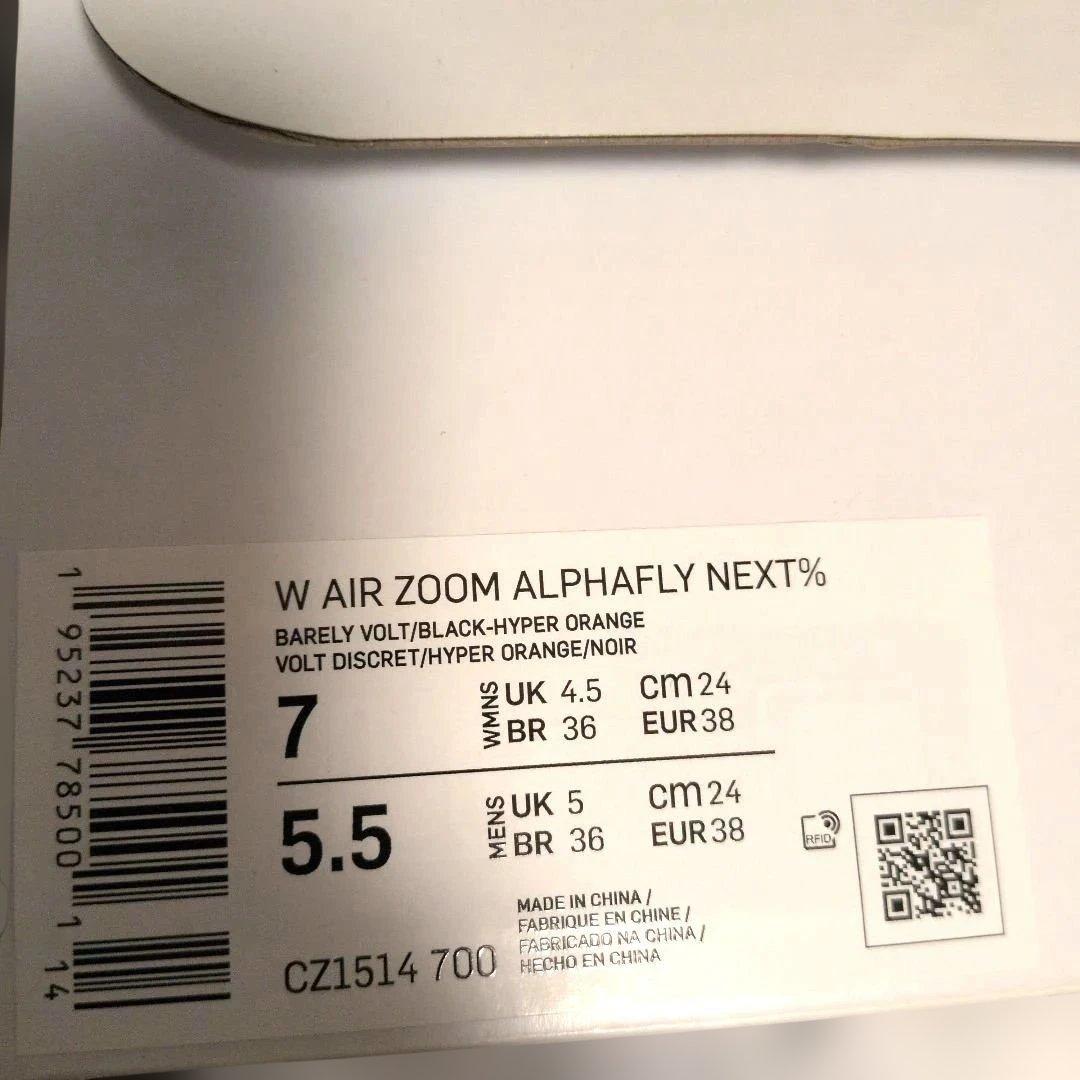 W AIR ZOOM ALPHAFLY NEXT%
BARELY VOLT/BLACK-HYPER ORANGE
VOLT DISCRET/HYPER ORANGE/NOIR
7 WMNS UK 4.5 cm 24
BR 36 EUR 38
5.5 MENS UK 5 cm 24
BR 36 EUR 38
RFID
MADE IN CHINA /
FABRIQUE EN CHINE /
FABRICADO NA CHINA /
HECHO EN CHINA
CZ1514 700
1 95237 78500 1 14